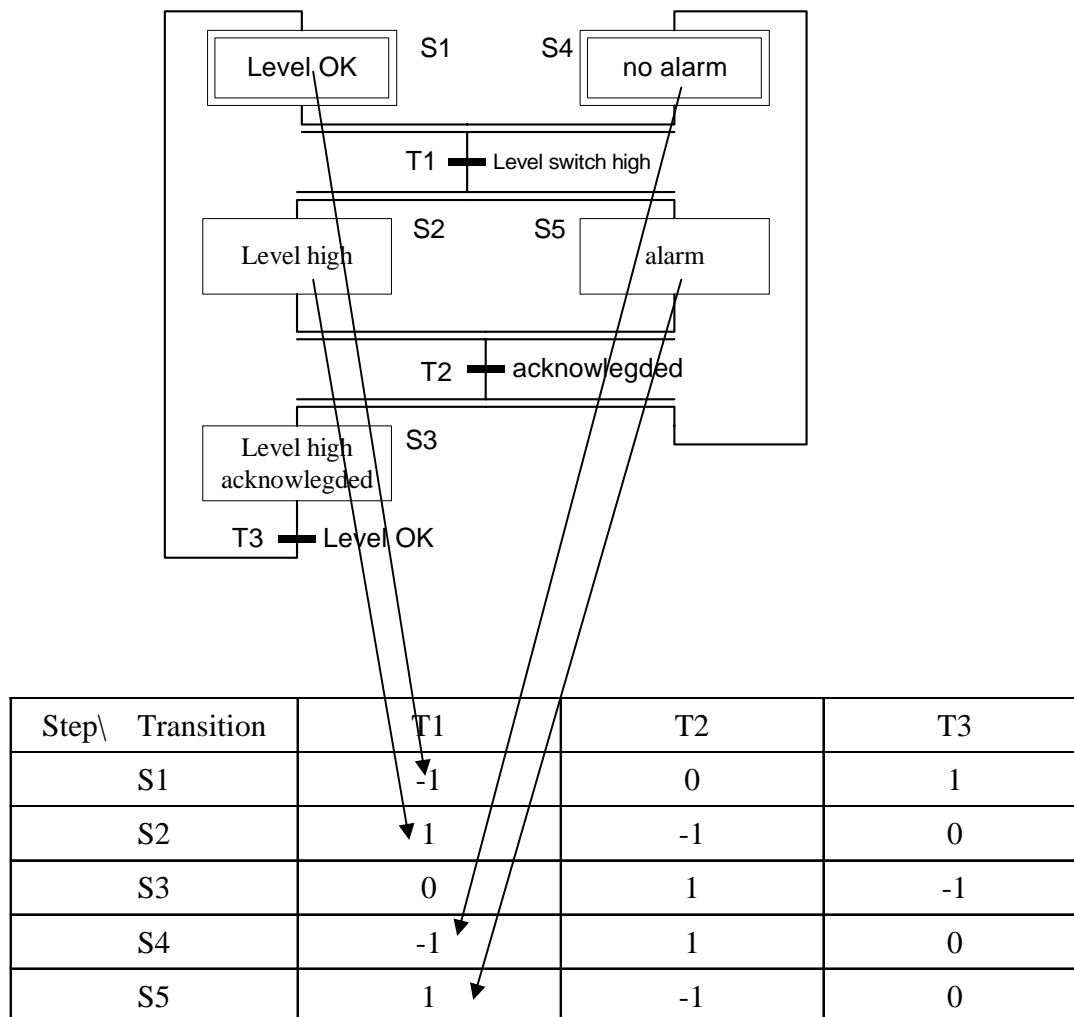 Level OK S1 S4 no alarm
T1 Level switch high
S2 S5
Level high alarm
T2 acknowlegded
Level high S3
acknowlegded
T3 Level OK
Step\ Transition T1 T2 T3
S1 -1 0 1
S2 1 -1 0
S3 0 1 -1
S4 -1 1 0
S5 1 -1 0